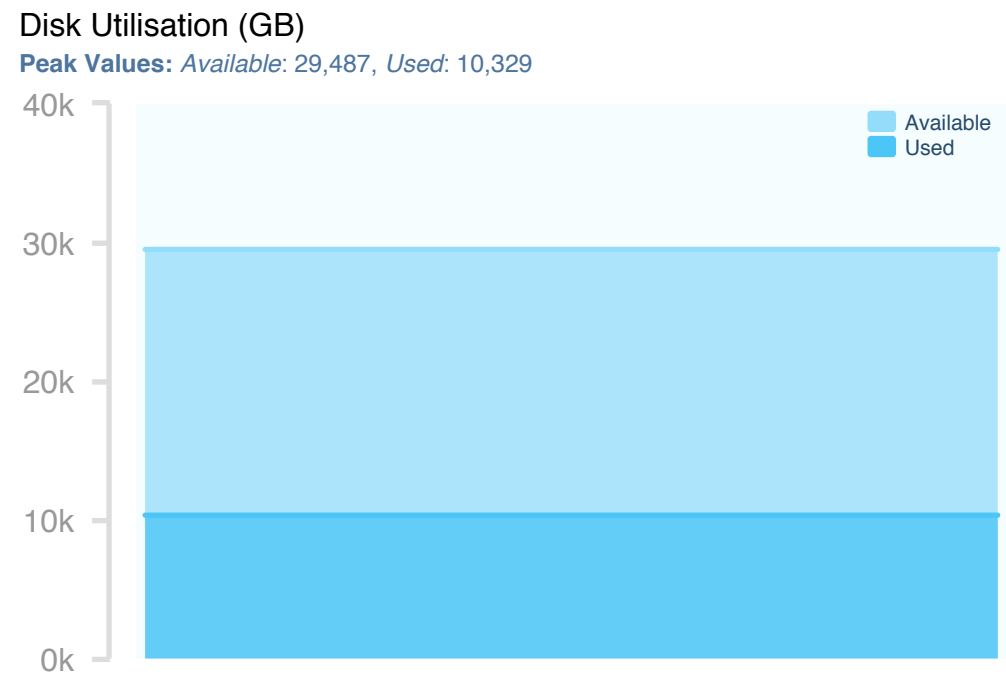 Disk Utilisation (GB)
Peak Values: Available: 29,487, Used: 10,329
40k
Available
Used
30k
20k
10k
0k